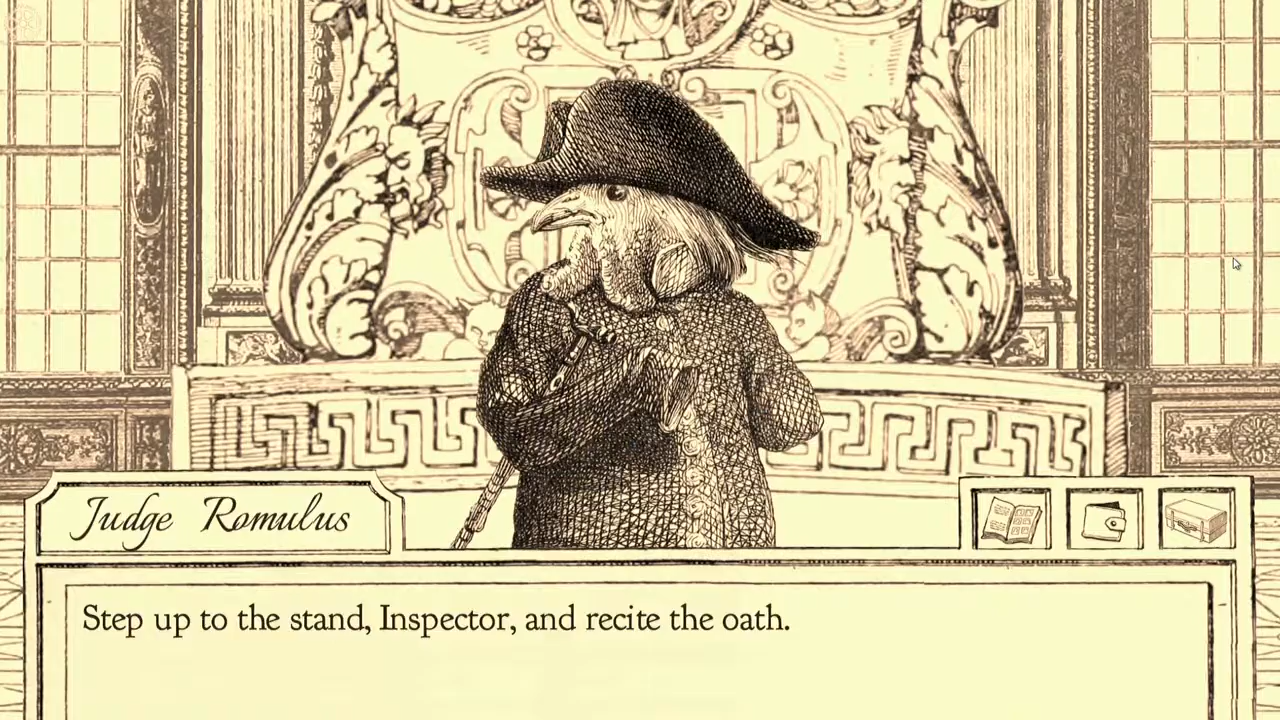 Judge Romulus
Step up to the stand, Inspector, and recite the oath.